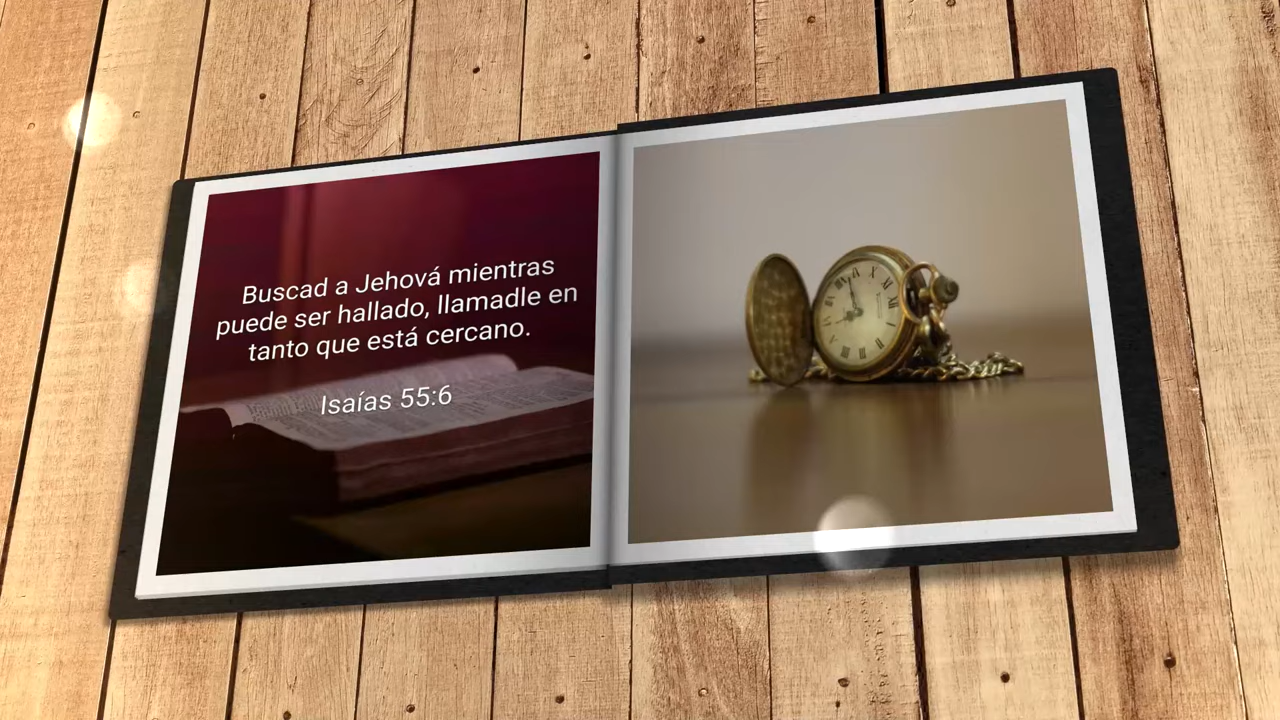 Buscad a Jehová mientras
puede ser hallado, llamadle en
tanto que está cercano.
Isaías 55:6